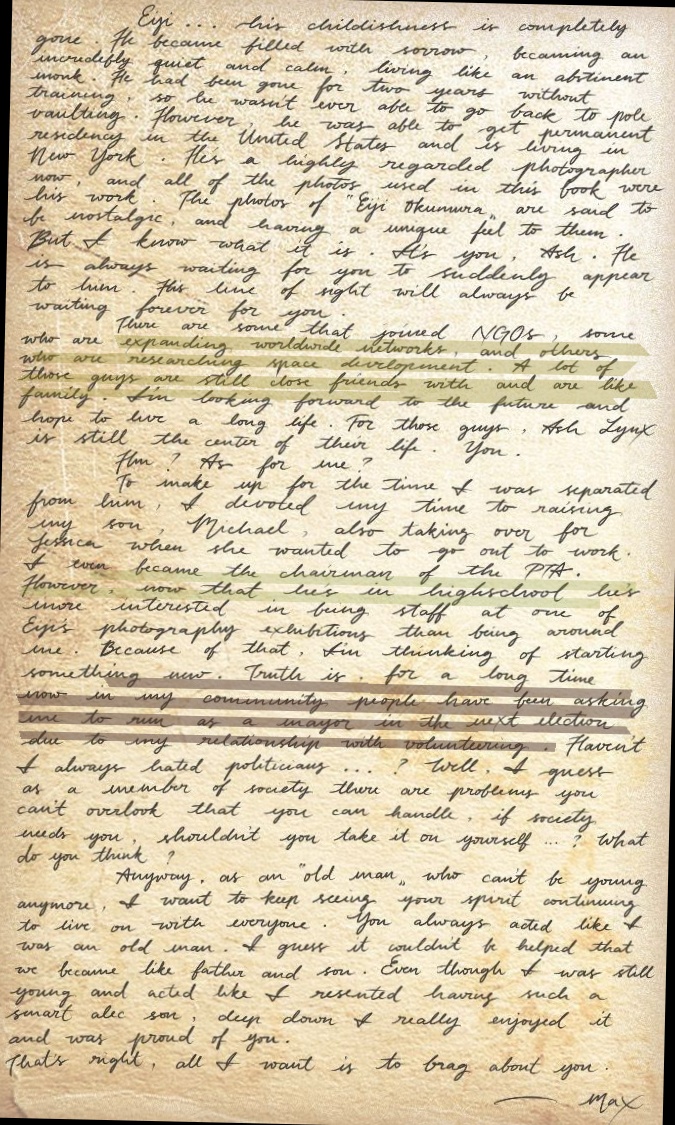 Eiji ... his childishness is completely
gone. He became filled with sorrow, becoming an
incredibly quiet and calm, living like an abstinent
monk. He had been gone for two years without
training, so he wasn't ever able to go back to pole
vaulting. However, he was able to get permanent
residency in the United States and is living in
New York. He's a highly regarded photographer
now, and all of the photos used in this book were
his work. The photos of "Eiji Okumura" are said to
be nostalgic, and having a unique feel to them.
But I know what it is. It's you, Ash. He
is always waiting for you to suddenly appear
to him. His line of sight will always be
waiting forever for you.
There are some that joined NGOs, some
who are expanding worldwide networks, and others
who are researching space development. A lot of
those guys are still close friends with and are like
family. I'm looking forward to the future and
hope to live a long life. For those guys, Ash Lynx
is still the center of their life. You.
Hm? As for me?
To make up for the time I was separated
from him, I devoted my time to raising
my son, Michael, also taking over for
Jessica when she wanted to go out to work.
I even became the chairman of the PTA.
However, now that he's in highschool he's
more interested in being staff at one of
Eiji's photography exhibitions than being around
me. Because of that, I'm thinking of starting
something new. Truth is, for a long time
now in my community people have been asking
me to run as a mayor in the next election
due to my relationship with volunteering. Haven't
I always hated politicians ...? Well, I guess
as a member of society there are problems you
can't overlook that you can handle, if society
needs you, shouldn't you take it on yourself ...? What
do you think?
Anyway, as an "old man" who can't be young
anymore, I want to keep seeing your spirit continuing
to live on with everyone. You always acted like I
was an old man. I guess it couldn't be helped that
we became like father and son. Even though I was still
young and acted like I resented having such a
smart alec son, deep down I really enjoyed it
and was proud of you.
That's right, all I want is to brag about you.
— Max